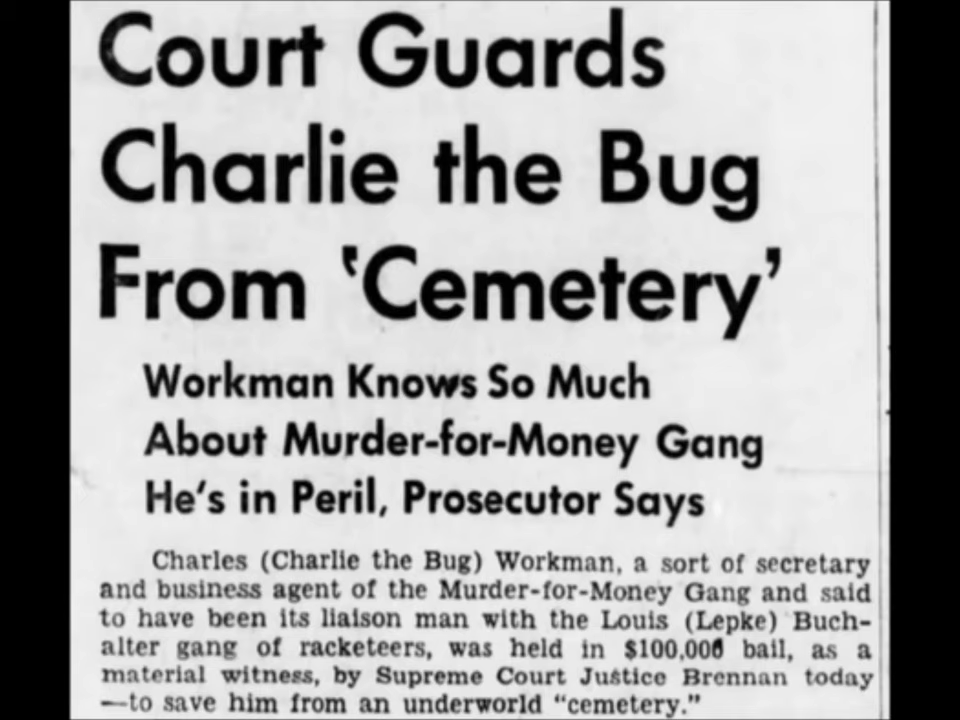 Court Guards
Charlie the Bug
From 'Cemetery'
Workman Knows So Much
About Murder-for-Money Gang
He's in Peril, Prosecutor Says
Charles (Charlie the Bug) Workman, a sort of secretary
and business agent of the Murder-for-Money Gang and said
to have been its liaison man with the Louis (Lepke) Buch-
alter gang of racketeers, was held in $100,000 bail, as a
material witness, by Supreme Court Justice Brennan today
—to save him from an underworld "cemetery."